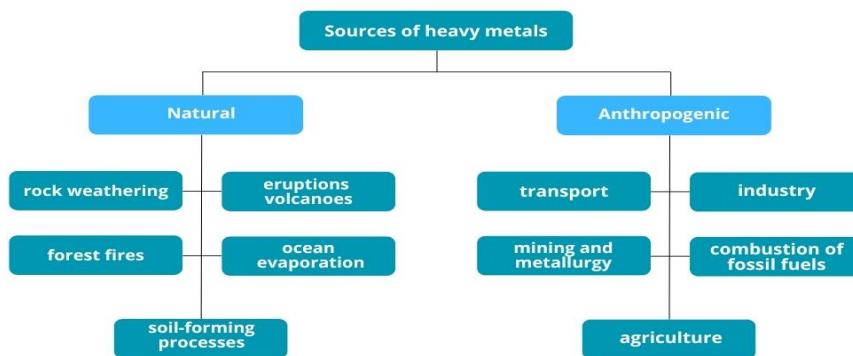 Sources of heavy metals
Natural
Anthropogenic
rock weathering
eruptions
volcanoes
transport
industry
forest fires
ocean
evaporation
mining and
metallurgy
combustion of
fossil fuels
soil-forming
processes
agriculture